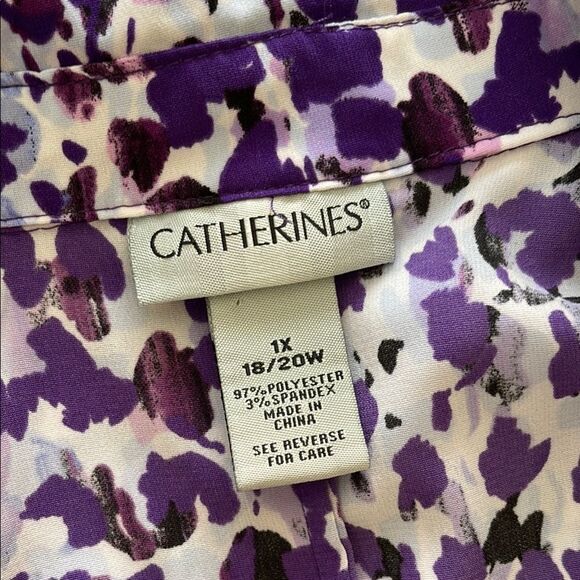 CATHERINES®
1X
18/20W
97% POLYESTER
3% SPANDEX
MADE IN
CHINA
SEE REVERSE
FOR CARE